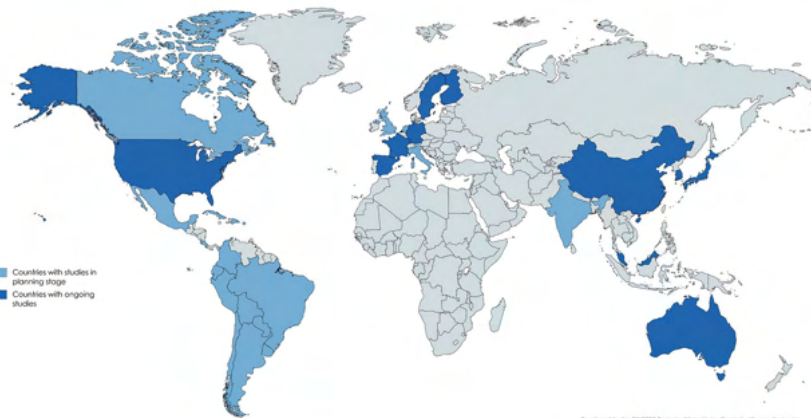 Countries with studies in
planning stage
Countries with ongoing
studies